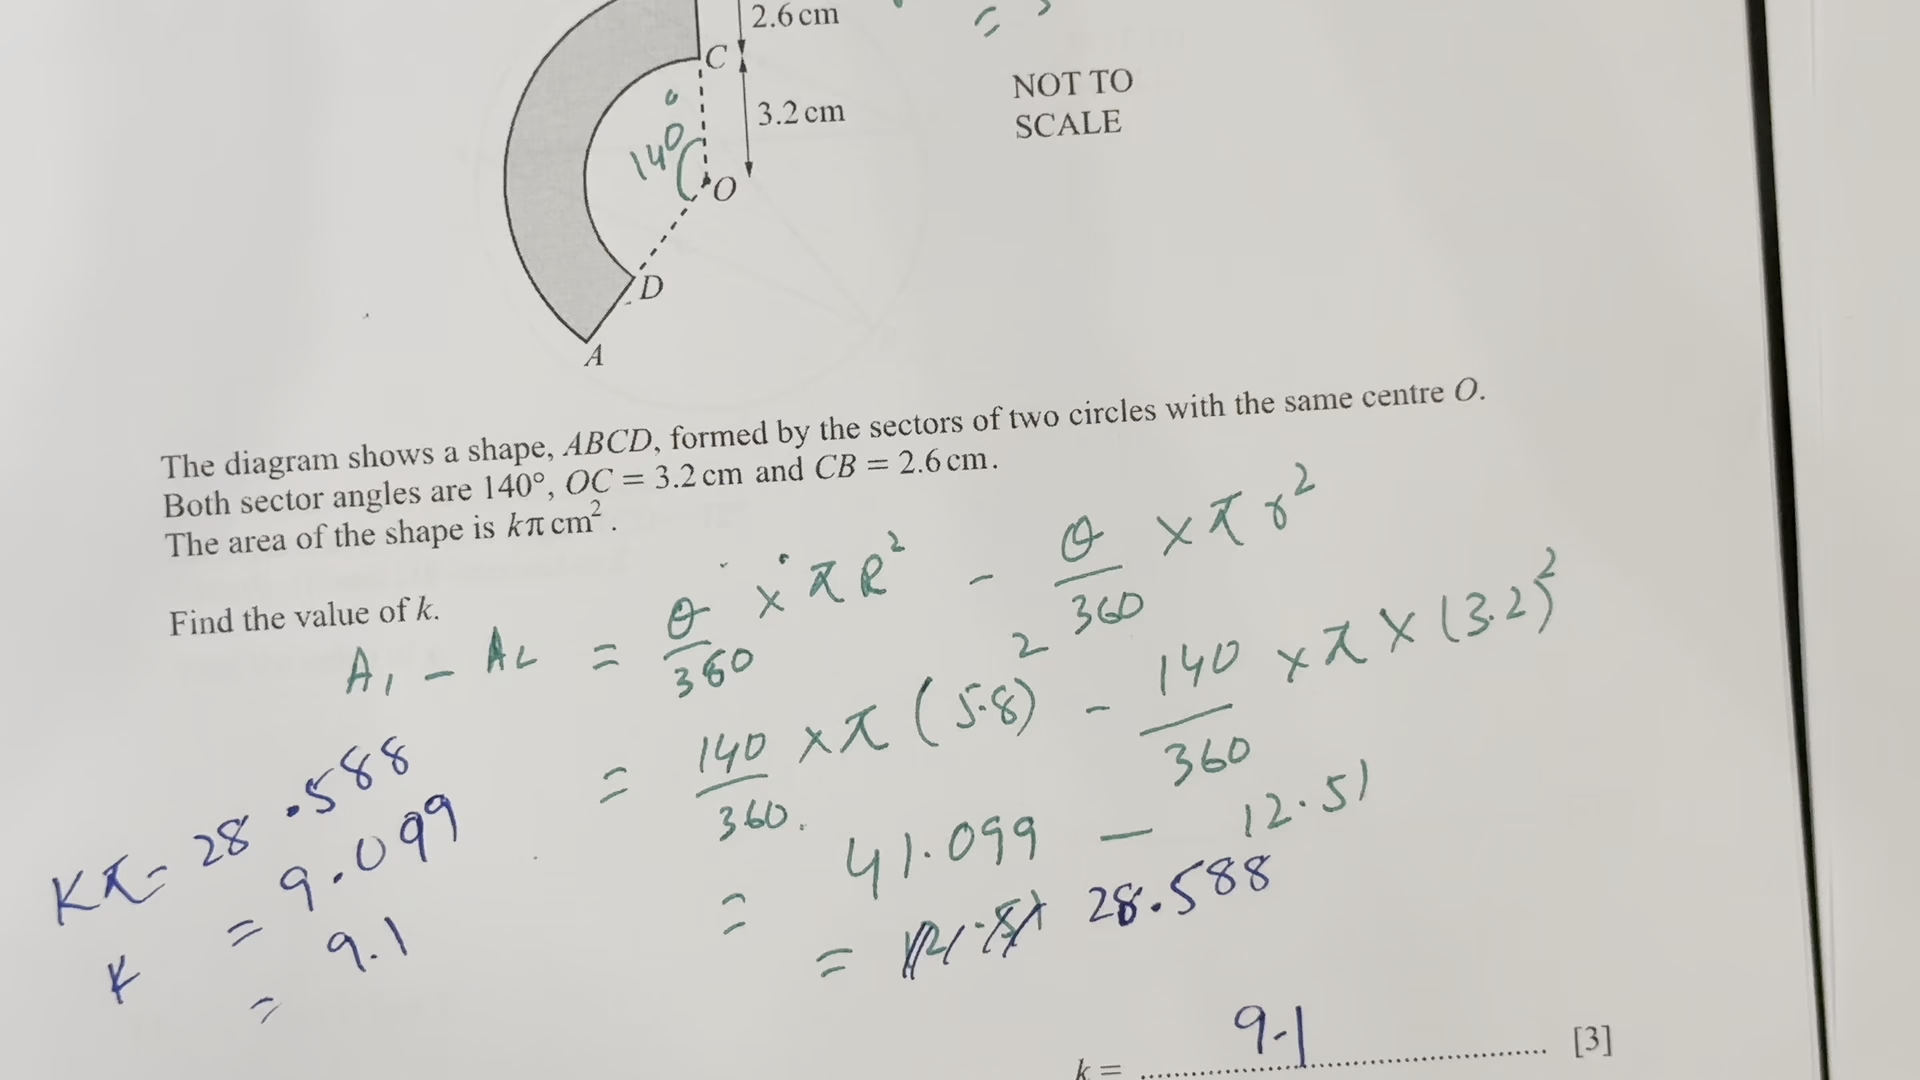 2.6 cm
=
C
3.2 cm
NOT TO
SCALE
140°
O
D
A
The diagram shows a shape, ABCD, formed by the sectors of two circles with the same centre O.
Both sector angles are 140°, OC = 3.2 cm and CB = 2.6 cm.
The area of the shape is kπ cm².
Find the value of k.
A₁ - A₂ = θ/360 × πR² - θ/360 × πr²
= 140/360 × π (5.8)² - 140/360 × π × (3.2)²
= 41.099 - 12.51
= 28.588
Kπ = 28.588
K = 9.099
= 9.1
k = 9.1 [3]